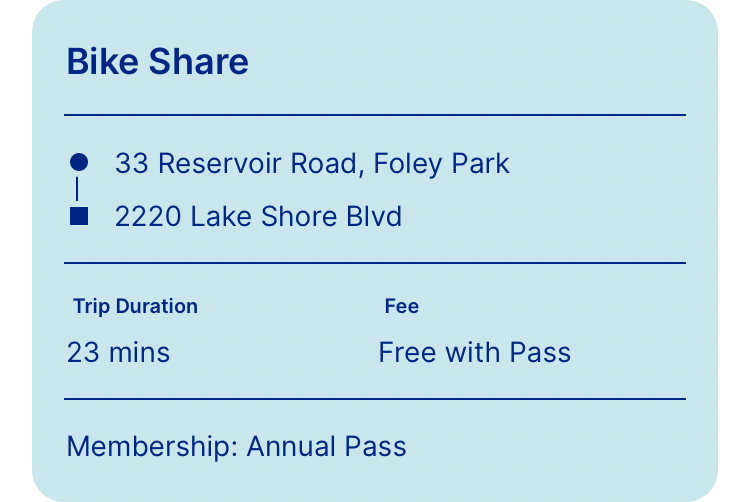 Bike Share
33 Reservoir Road, Foley Park
2220 Lake Shore Blvd
Trip Duration Fee
23 mins Free with Pass
Membership: Annual Pass